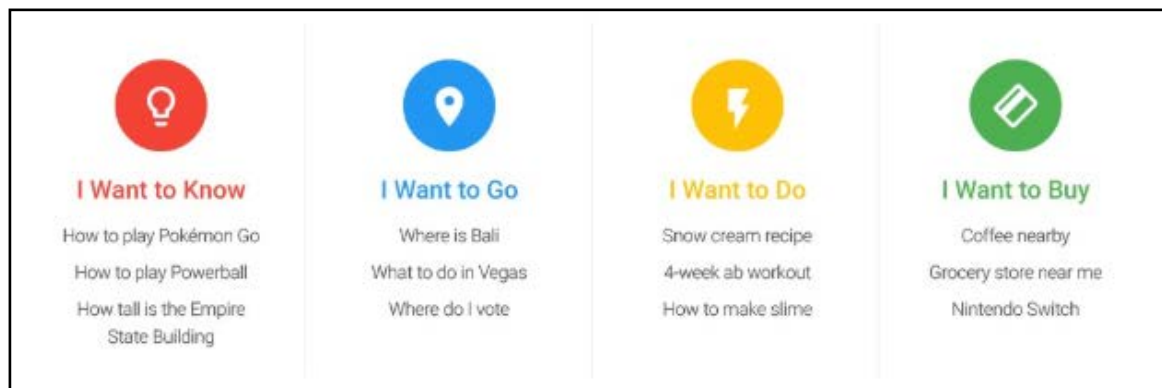 I Want to Know
How to play Pokémon Go
How to play Powerball
How tall is the Empire
State Building
I Want to Go
Where is Bali
What to do in Vegas
Where do I vote
I Want to Do
Snow cream recipe
4-week ab workout
How to make slime
I Want to Buy
Coffee nearby
Grocery store near me
Nintendo Switch